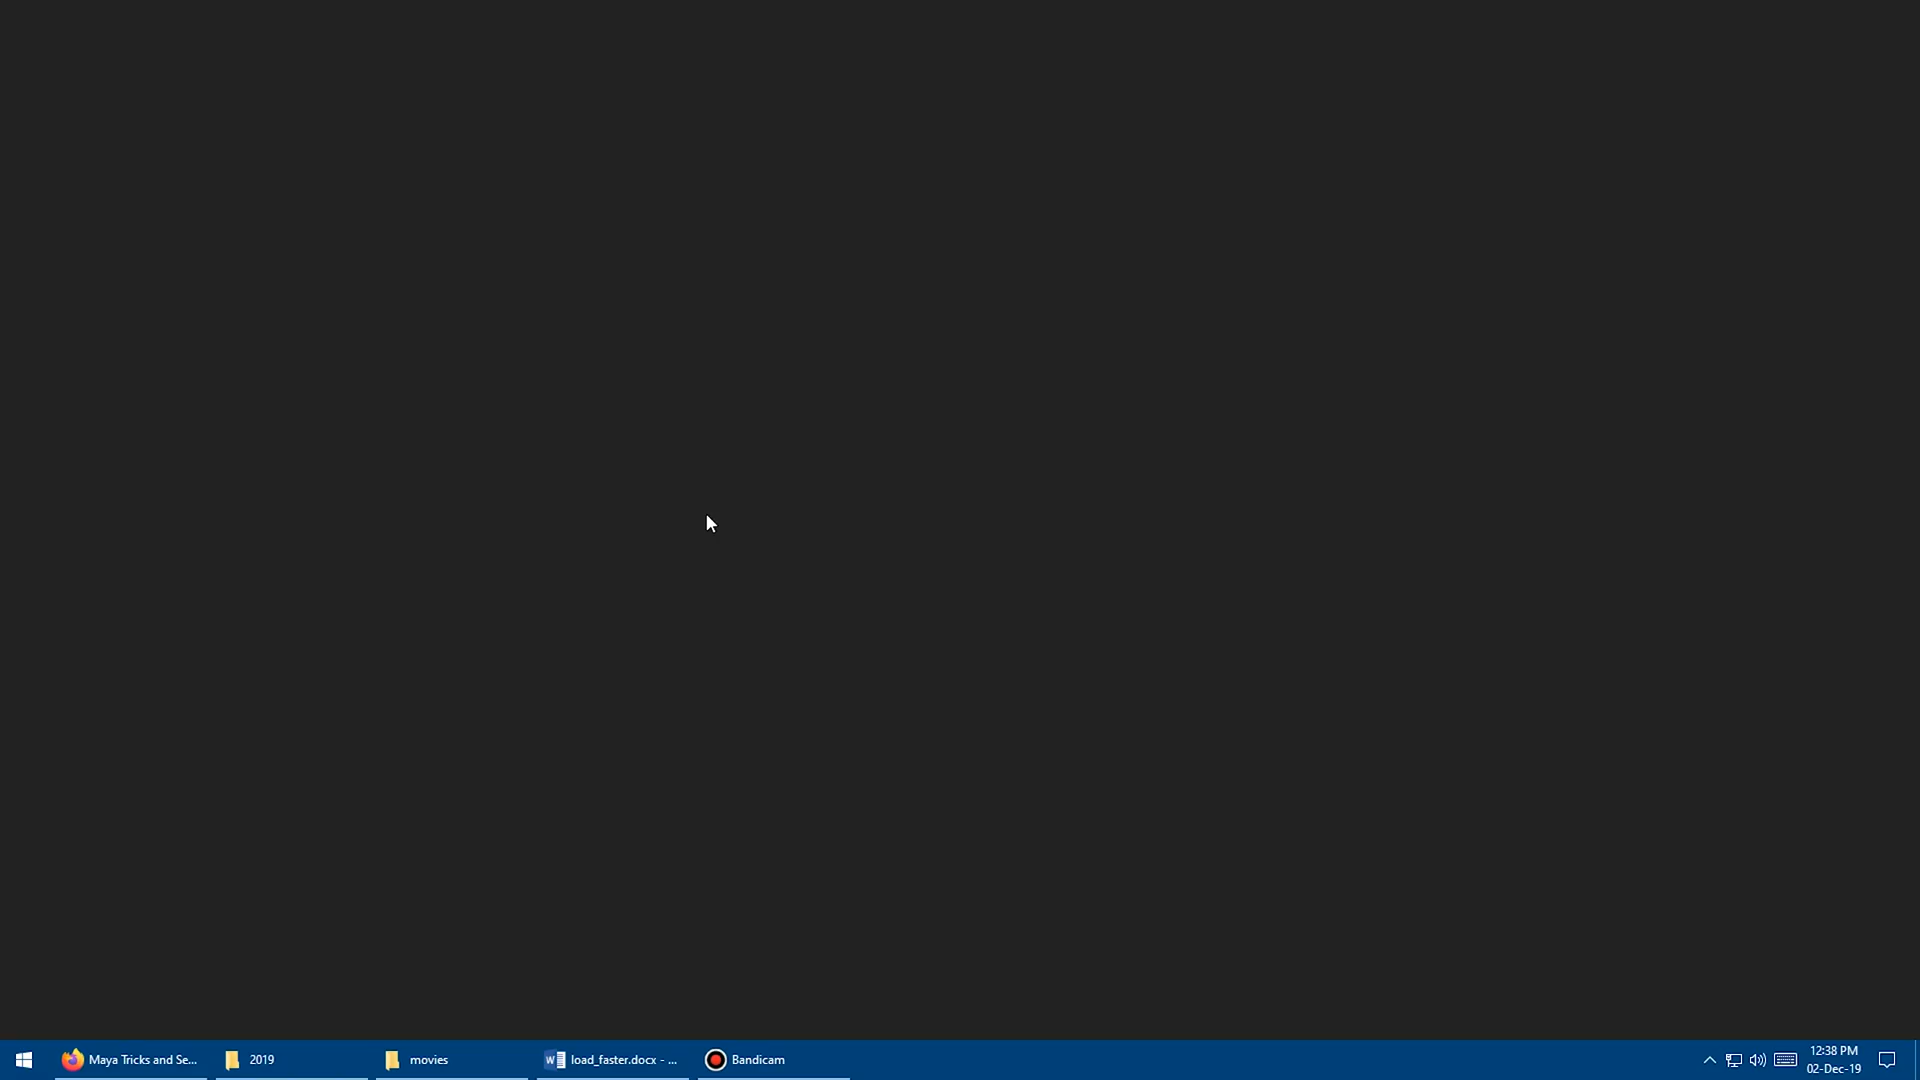 Maya Tricks and Se...
2019
movies
load_faster.docx - ...
Bandicam
12:38 PM
02-Dec-19